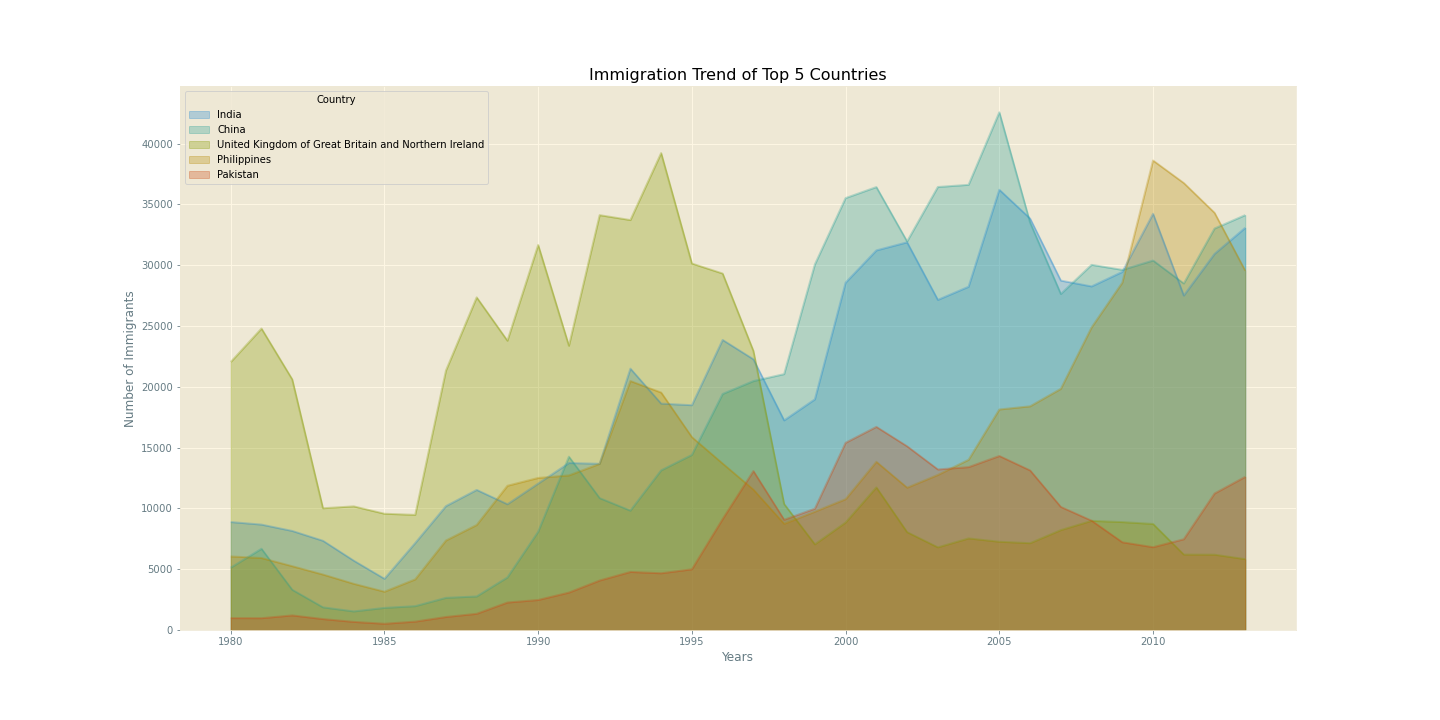 Immigration Trend of Top 5 Countries
Country
India
China
United Kingdom of Great Britain and Northern Ireland
Philippines
Pakistan
40000
35000
30000
25000
20000
15000
10000
5000
0
Number of Immigrants
1980 1985 1990 1995 2000 2005 2010
Years